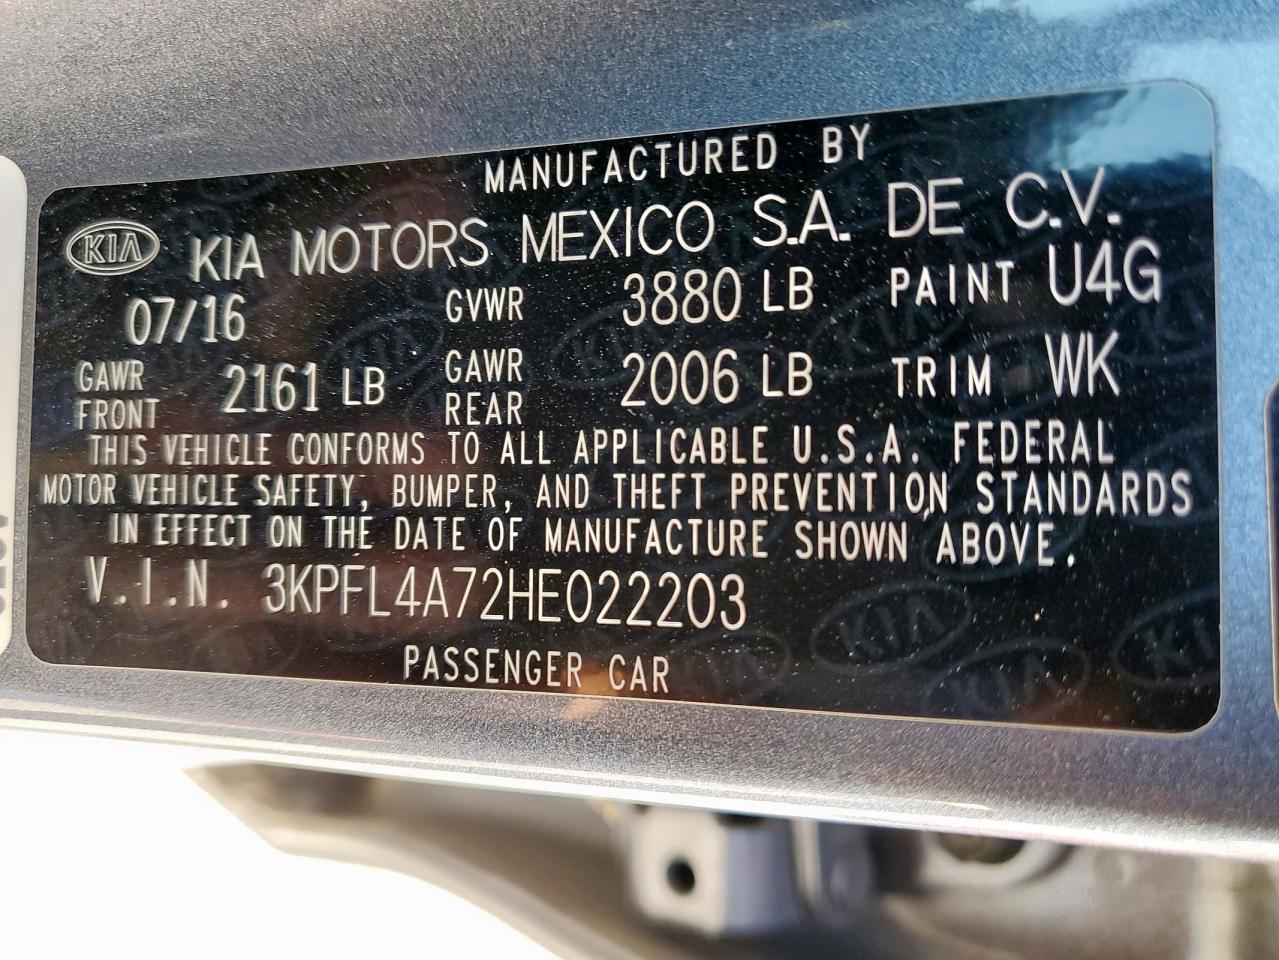 MANUFACTURED BY
KIA KIA MOTORS MEXICO S.A. DE C.V.
07/16 GVWR 3880 LB PAINT U4G
GAWR FRONT 2161 LB GAWR REAR 2006 LB TRIM WK
THIS VEHICLE CONFORMS TO ALL APPLICABLE U.S.A. FEDERAL
MOTOR VEHICLE SAFETY, BUMPER, AND THEFT PREVENTION STANDARDS
IN EFFECT ON THE DATE OF MANUFACTURE SHOWN ABOVE.
V.I.N. 3KPFL4A72HE022203
PASSENGER CAR